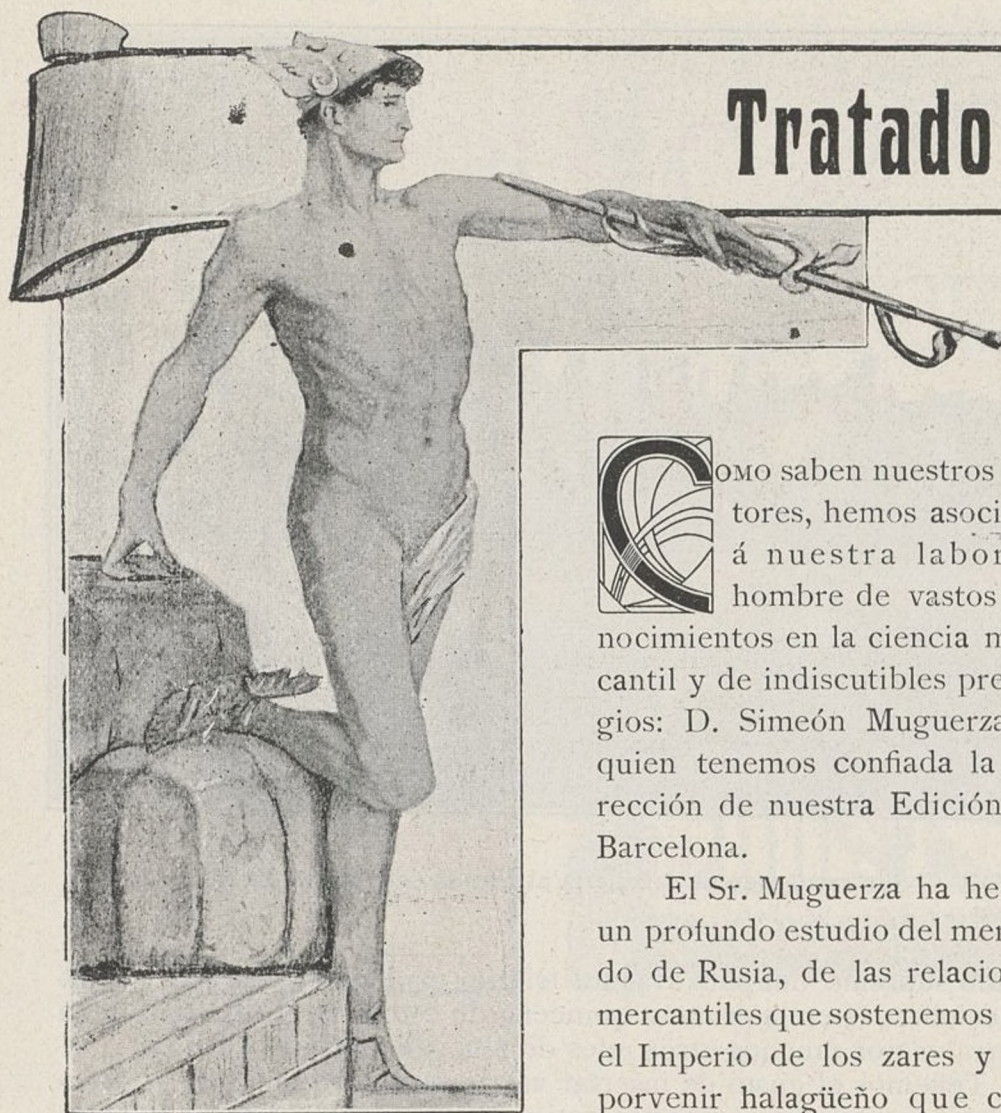 Tratado
COMO saben nuestros
tores, hemos asoci
á nuestra labor
hombre de vastos
nocimientos en la ciencia m
cantil y de indiscutibles pre
gios: D. Simeón Muguerza
quien tenemos confiada la
rección de nuestra Edición
Barcelona.
El Sr. Muguerza ha he
un profundo estudio del mer
do de Rusia, de las relacio
mercantiles que sostenemos
el Imperio de los zares y
porvenir halagüeño que c